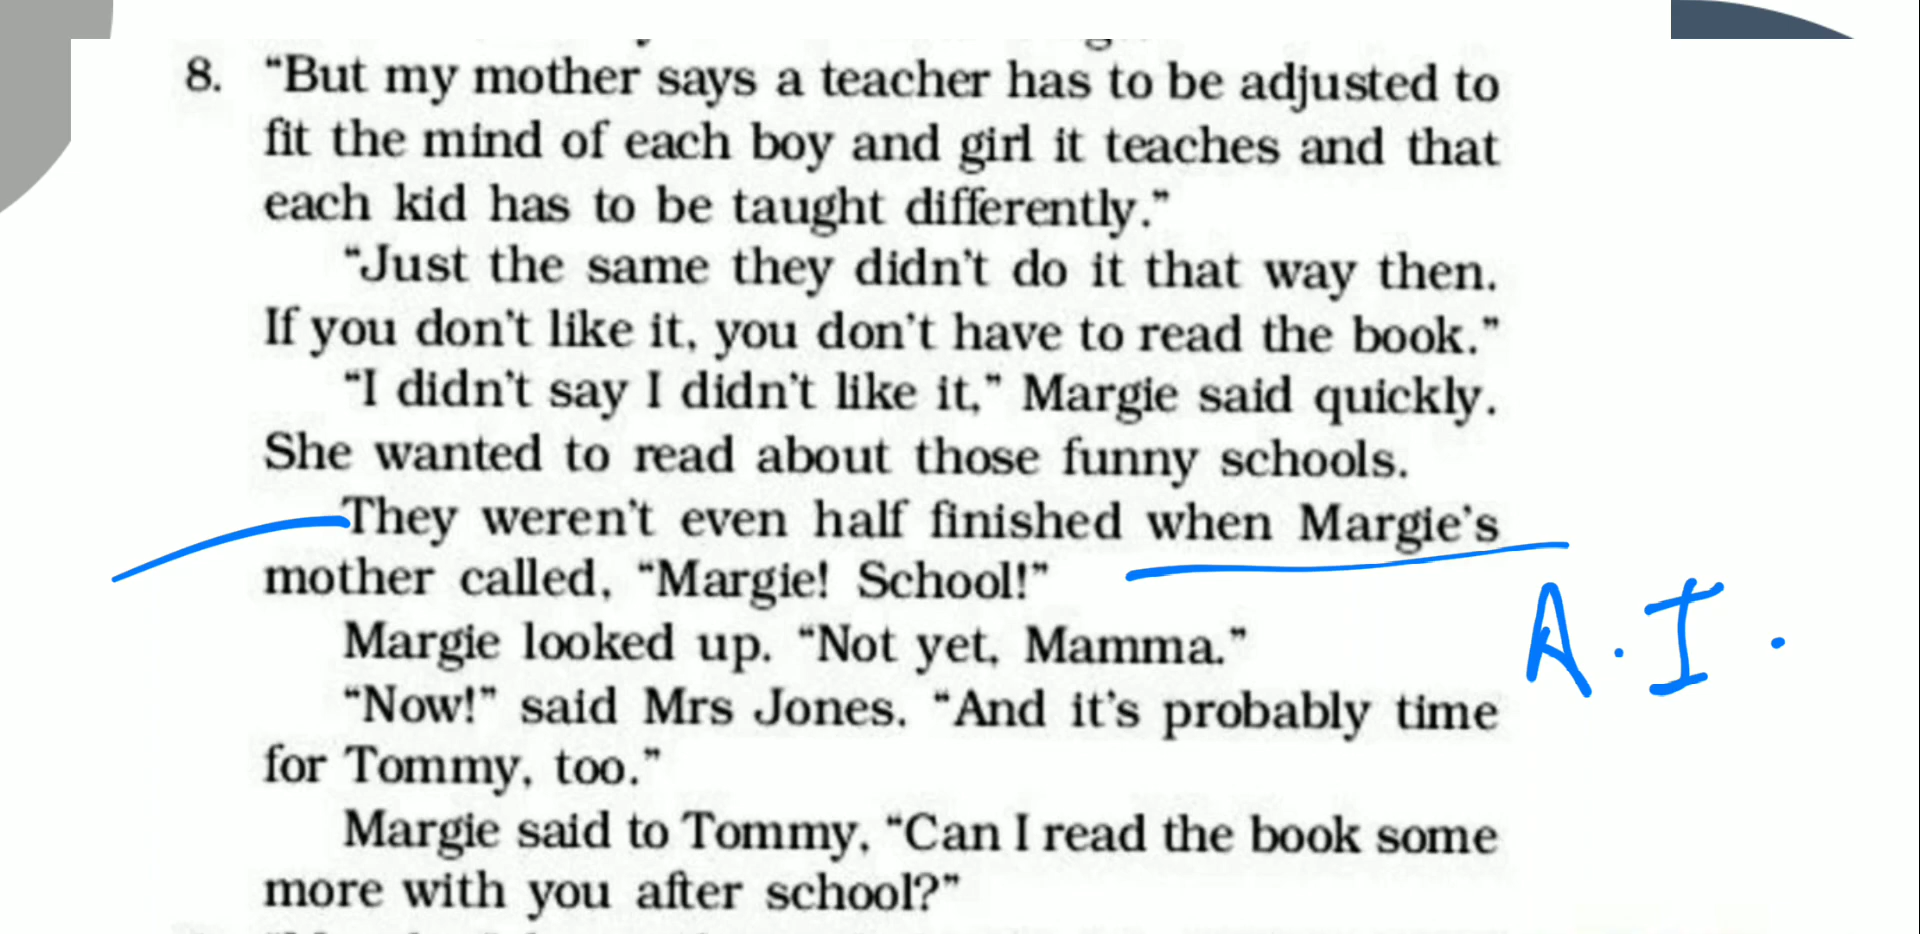 8. “But my mother says a teacher has to be adjusted to
fit the mind of each boy and girl it teaches and that
each kid has to be taught differently.”
“Just the same they didn't do it that way then.
If you don't like it, you don't have to read the book.”
“I didn't say I didn't like it,” Margie said quickly.
She wanted to read about those funny schools.
They weren't even half finished when Margie's
mother called, “Margie! School!”
A.I.
Margie looked up. “Not yet, Mamma.”
“Now!” said Mrs Jones. “And it's probably time
for Tommy, too.”
Margie said to Tommy, “Can I read the book some
more with you after school?”